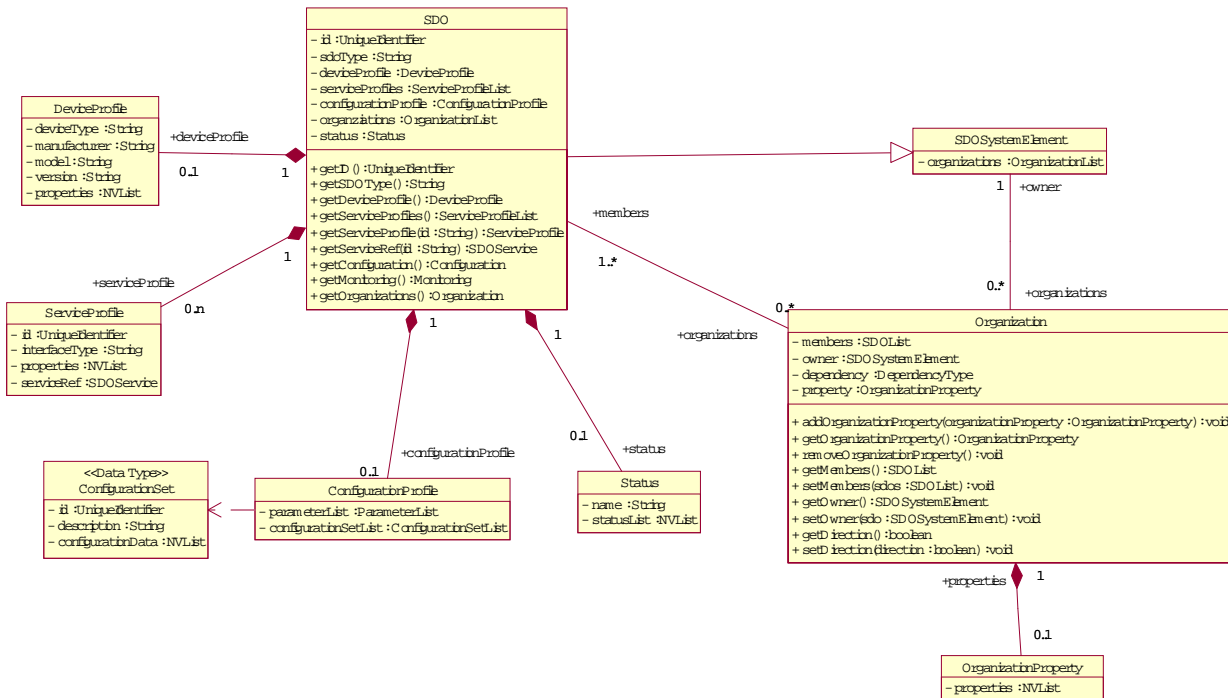 SDO
- id : UniqueIdentifier
- sdoType : String
- deviceProfile : DeviceProfile
- serviceProfiles : ServiceProfileList
- configurationProfile : ConfigurationProfile
- organziations : OrganizationList
- status : Status
+ getID() : UniqueIdentifier
+ getSDOType() : String
+ getDeviceProfile() : DeviceProfile
+ getServiceProfiles() : ServiceProfileList
+ getServiceProfile(id : String) : ServiceProfile
+ getServiceRef(id : String) : SDOService
+ getConfiguration() : Configuration
+ getMonitoring() : Monitoring
+ getOrganizations() : Organization
DeviceProfile
- deviceType : String
- manufacturer : String
- model : String
- version : String
- properties : NVList
+deviceProfile
0..1
1
SDOSystemElement
- organizations : OrganizationList
1
+owner
0..*
+organizations
+members
1..*
0..*
+organizations
1
+serviceProfile
0..n
ServiceProfile
- id : UniqueIdentifier
- interfaceType : String
- properties : NVList
- serviceRef : SDOService
1
+configurationProfile
0..1
1
0..1
+status
Organization
- members : SDOList
- owner : SDOSystemElement
- dependency : DependencyType
- property : OrganizationProperty
+ addOrganizationProperty(organizationProperty : OrganizationProperty) : void
+ getOrganizationProperty() : OrganizationProperty
+ removeOrganizationProperty() : void
+ getMembers() : SDOList
+ setMembers(sdos : SDOList) : void
+ getOwner() : SDOSystemElement
+ setOwner(sdo : SDOSystemElement) : void
+ getDirection() : boolean
+ setDirection(direction : boolean) : void
<<Data Type>>
ConfigurationSet
- id : UniqueIdentifier
- description : String
- configurationData : NVList
ConfigurationProfile
- parameterList : ParameterList
- configurationSetList : ConfigurationSetList
Status
- name : String
- statusList : NVList
+properties
1
0..1
OrganizationProperty
- properties : NVList